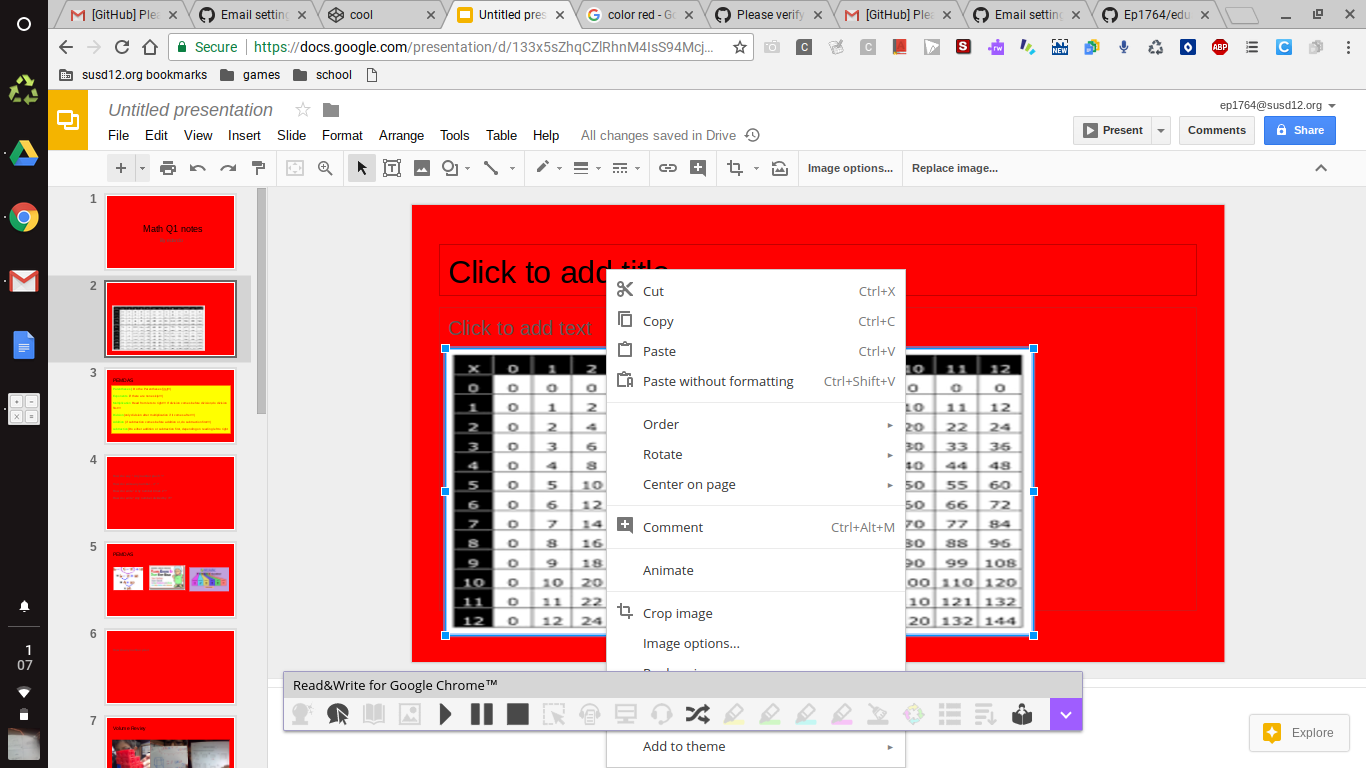 [GitHub] Plea
Email setting
cool
Untitled pres
color red - Go
Please verify
[GitHub] Plea
Email setting
Ep1764/edu
Secure
https://docs.google.com/presentation/d/133x5sZhqCZlRhnM4IsS94Mcj...
susd12.org bookmarks
games
school
Untitled presentation
ep1764@susd12.org
File Edit View Insert Slide Format Arrange Tools Table Help
All changes saved in Drive
Present
Comments
Share
Image options...
Replace image...
1
Math Q1 notes
2
3
PEMDAS
4
5
PEMDAS
6
7
Click to add title
Click to add text
X 0 1 2 10 11 12
0 0 0 0 0 0 0
1 0 1 2 10 11 12
2 0 2 4 20 22 24
3 0 3 6 30 33 36
4 0 4 8 40 44 48
5 0 5 10 50 55 60
6 0 6 12 60 66 72
7 0 7 14 70 77 84
8 0 8 16 80 88 96
9 0 9 18 90 99 108
10 0 10 20 100 110 120
11 0 11 22 10 121 132
12 0 12 24 20 132 144
Cut Ctrl+X
Copy Ctrl+C
Paste Ctrl+V
Paste without formatting Ctrl+Shift+V
Order
Rotate
Center on page
Comment Ctrl+Alt+M
Animate
Crop image
Image options...
Add to theme
Read&Write for Google Chrome™
Explore
1
07